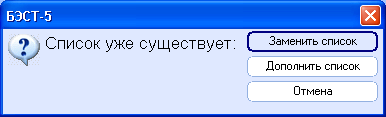 БЭСТ-5
Список уже существует:
Заменить список
Дополнить список
Отмена